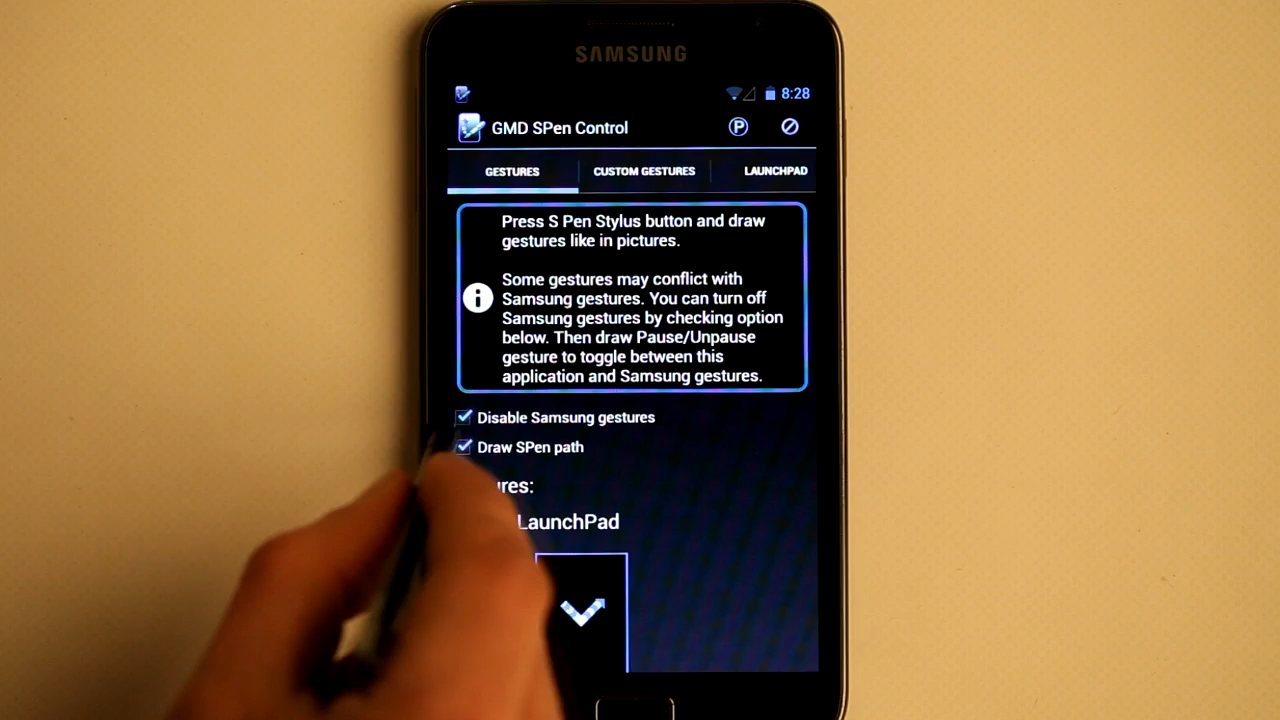 SAMSUNG
8:28
GMD SPen Control
P
GESTURES
CUSTOM GESTURES
LAUNCHPAD
Press S Pen Stylus button and draw
gestures like in pictures.
Some gestures may conflict with
Samsung gestures. You can turn off
Samsung gestures by checking option
below. Then draw Pause/Unpause
gesture to toggle between this
application and Samsung gestures.
Disable Samsung gestures
Draw SPen path
ures:
LaunchPad